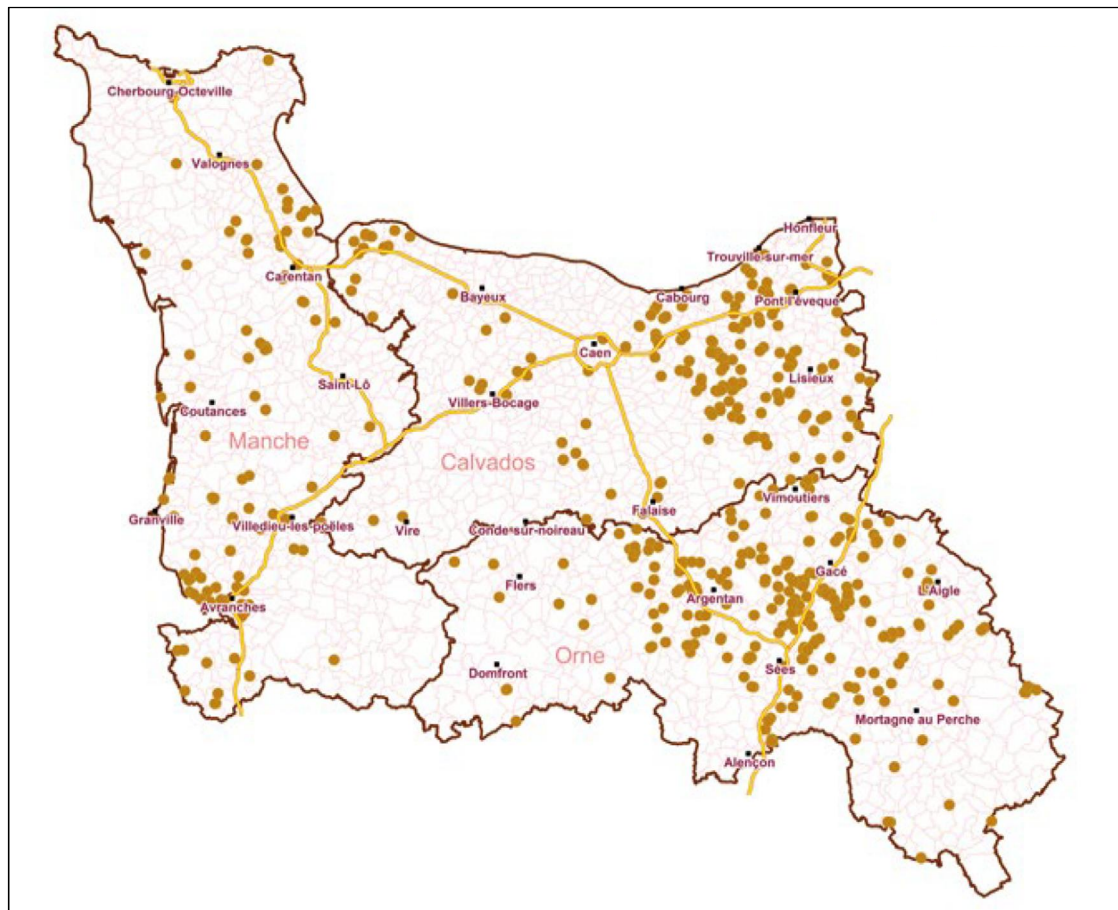 Cherbourg-Octeville
Valognes
Honfleur
Trouville-sur-mer
Carentan
Bayeux
Cabourg
Pont l'éveque
Caen
Lisieux
Saint-Lô
Villers-Bocage
Coutances
Manche
Calvados
Vimoutiers
Granville
Villedieu-les-poëles
Vire
Conde-sur-noireau
Falaise
Gacé
Flers
L'Aigle
Argentan
Avranches
Orne
Sées
Domfront
Mortagne au Perche
Alençon